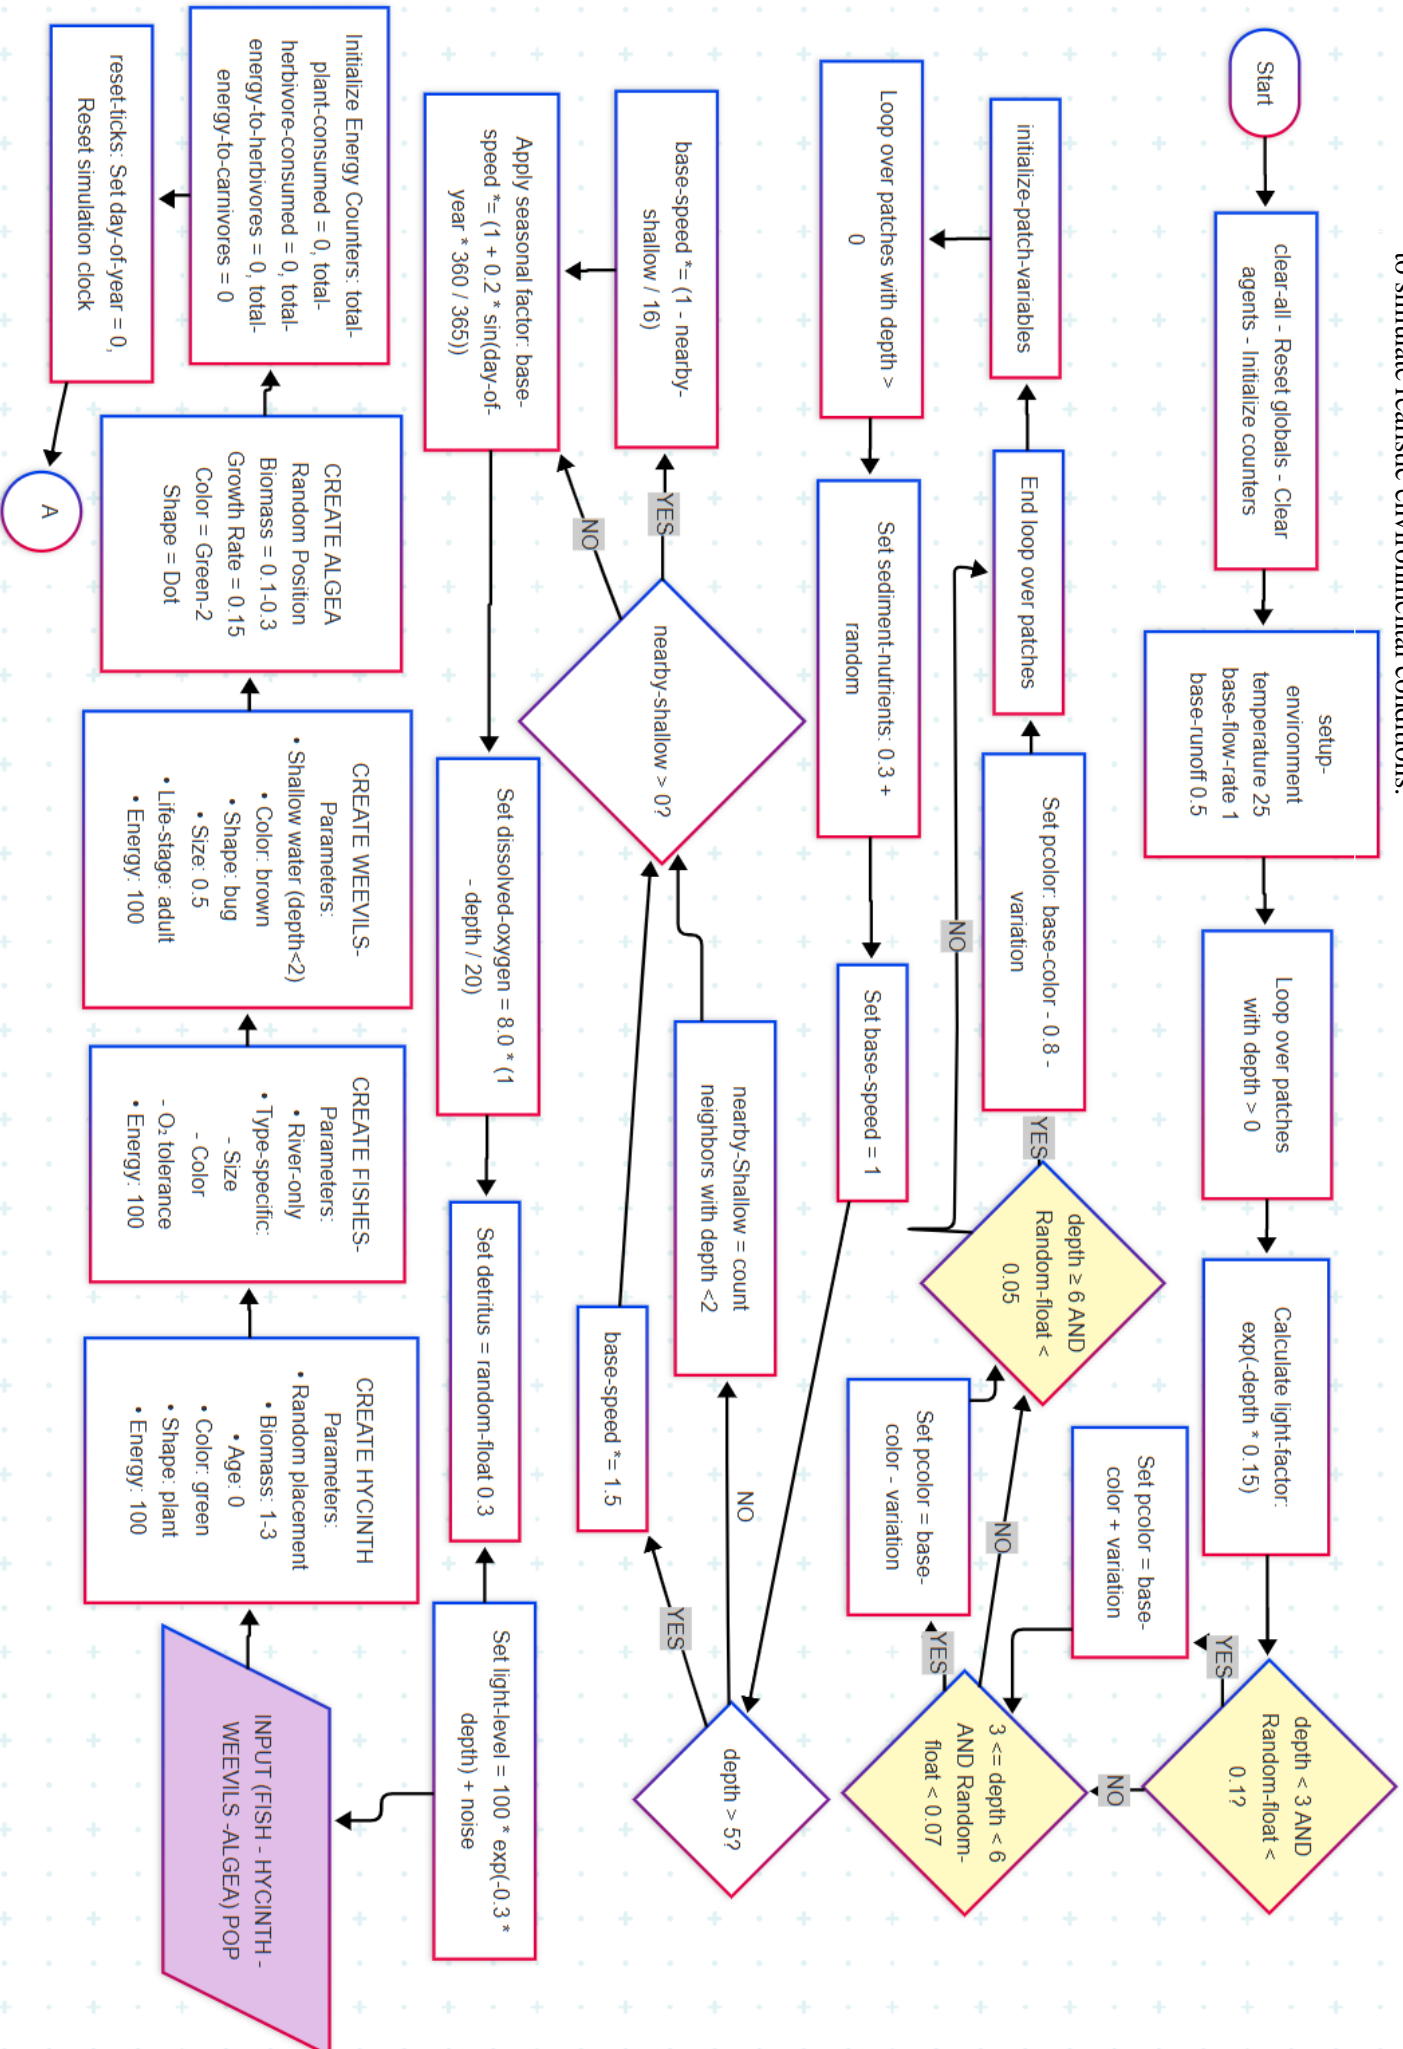 to simulate realistic environmental conditions.
Start
clear-all - Reset globals - Clear
agents - Initialize counters
setup-
environment
temperature 25
base-flow-rate 1
base-runoff 0.5
Loop over patches
with depth > 0
Calculate light-factor:
exp(-depth * 0.15)
depth < 3 AND
Random-float <
0.1?
YES
NO
Set pcolor = base-
color + variation
3 <= depth < 6
AND Random-
float < 0.07
YES
NO
Set pcolor = base-
color - variation
depth ≥ 6 AND
Random-float <
0.05
YES
NO
Set pcolor: base-color - 0.8 -
variation
End loop over patches
initialize-patch-variables
Loop over patches with depth >
0
Set sediment-nutrients: 0.3 +
random
Set base-speed = 1
depth > 5?
NO
YES
nearby-Shallow = count
neighbors with depth <2
base-speed *= 1.5
nearby-shallow > 0?
YES
NO
base-speed *= (1 - nearby-
shallow / 16)
Apply seasonal factor: base-
speed *= (1 + 0.2 * sin(day-of-
year * 360 / 365))
Set dissolved-oxygen = 8.0 * (1
- depth / 20)
Set detritus = random-float 0.3
Set light-level = 100 * exp(-0.3 *
depth) + noise
INPUT (FISH - HYCINTH -
WEEVILS -ALGEA) POP
CREATE HYCINTH
Parameters:
• Random placement
• Biomass: 1-3
• Age: 0
• Color: green
• Shape: plant
• Energy: 100
CREATE FISHES-
Parameters:
• River-only
• Type-specific:
- Size
- Color
- O₂ tolerance
• Energy: 100
CREATE WEEVILS-
Parameters:
• Shallow water (depth<2)
• Color: brown
• Shape: bug
• Size: 0.5
• Life-stage: adult
• Energy: 100
CREATE ALGEA
Random Position
Biomass = 0.1-0.3
Growth Rate = 0.15
Color = Green-2
Shape = Dot
Initialize Energy Counters: total-
plant-consumed = 0, total-
herbivore-consumed = 0, total-
energy-to-herbivores = 0, total-
energy-to-carnivores = 0
reset-ticks: Set day-of-year = 0,
Reset simulation clock
A